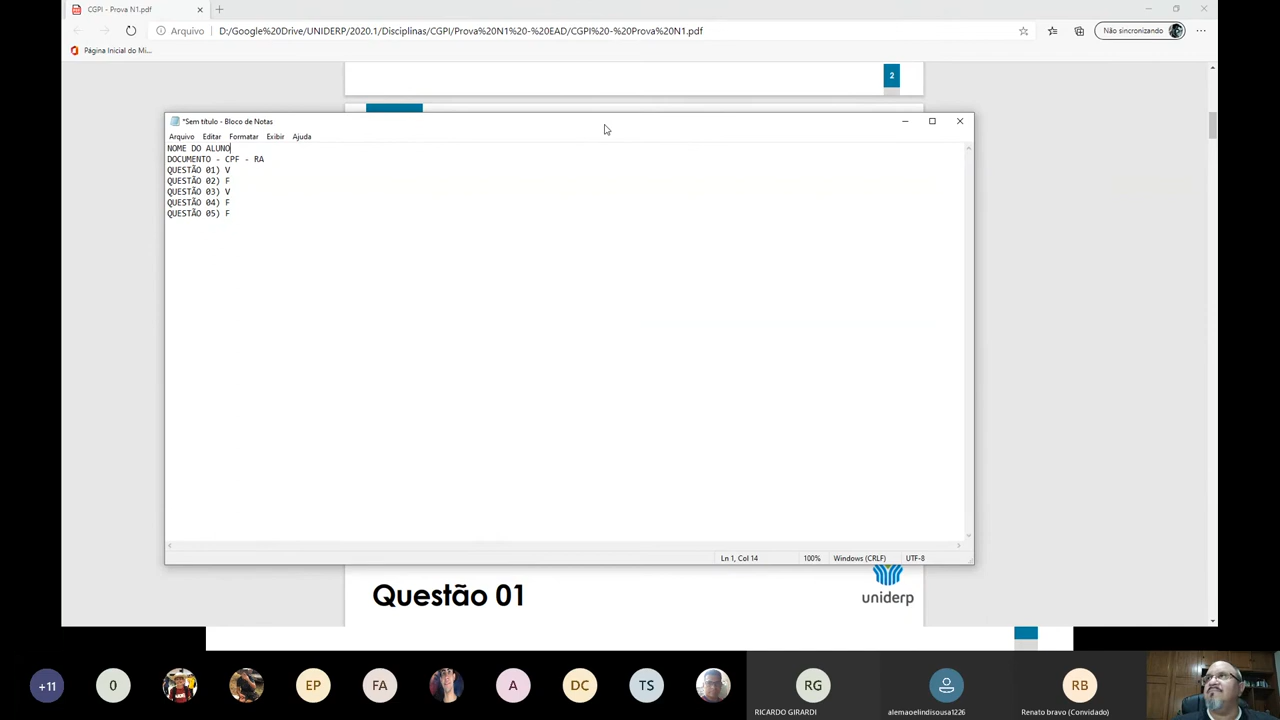 CGPI - Prova N1.pdf
Arquivo D:/Google%20Drive/UNIDERP/2020.1/Disciplinas/CGPI/Prova%20N1%20-%20EAD/CGPI%20-%20Prova%20N1.pdf Não sincronizando
Página Inicial do Mi...
2
*Sem título - Bloco de Notas
Arquivo Editar Formatar Exibir Ajuda
NOME DO ALUNO
DOCUMENTO - CPF - RA
QUESTÃO 01) V
QUESTÃO 02) F
QUESTÃO 03) V
QUESTÃO 04) F
QUESTÃO 05) F
Ln 1, Col 14 100% Windows (CRLF) UTF-8
Questão 01
uniderp
+11 0 EP FA A DC TS RG RB
RICARDO GIRARDI alemaoelindisousa1226 Renato bravo (Convidado)